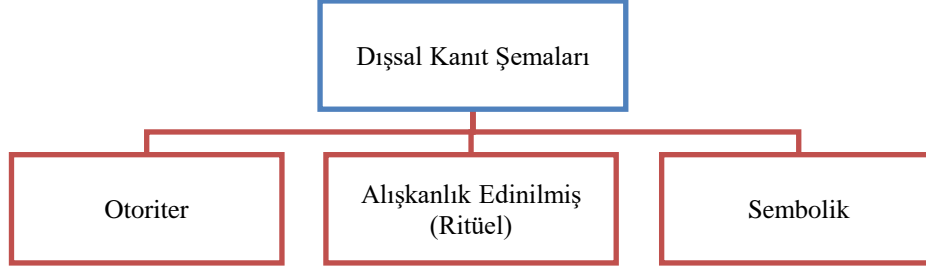 Dışsal Kanıt Şemaları
Otoriter
Alışkanlık Edinilmiş
(Ritüel)
Sembolik